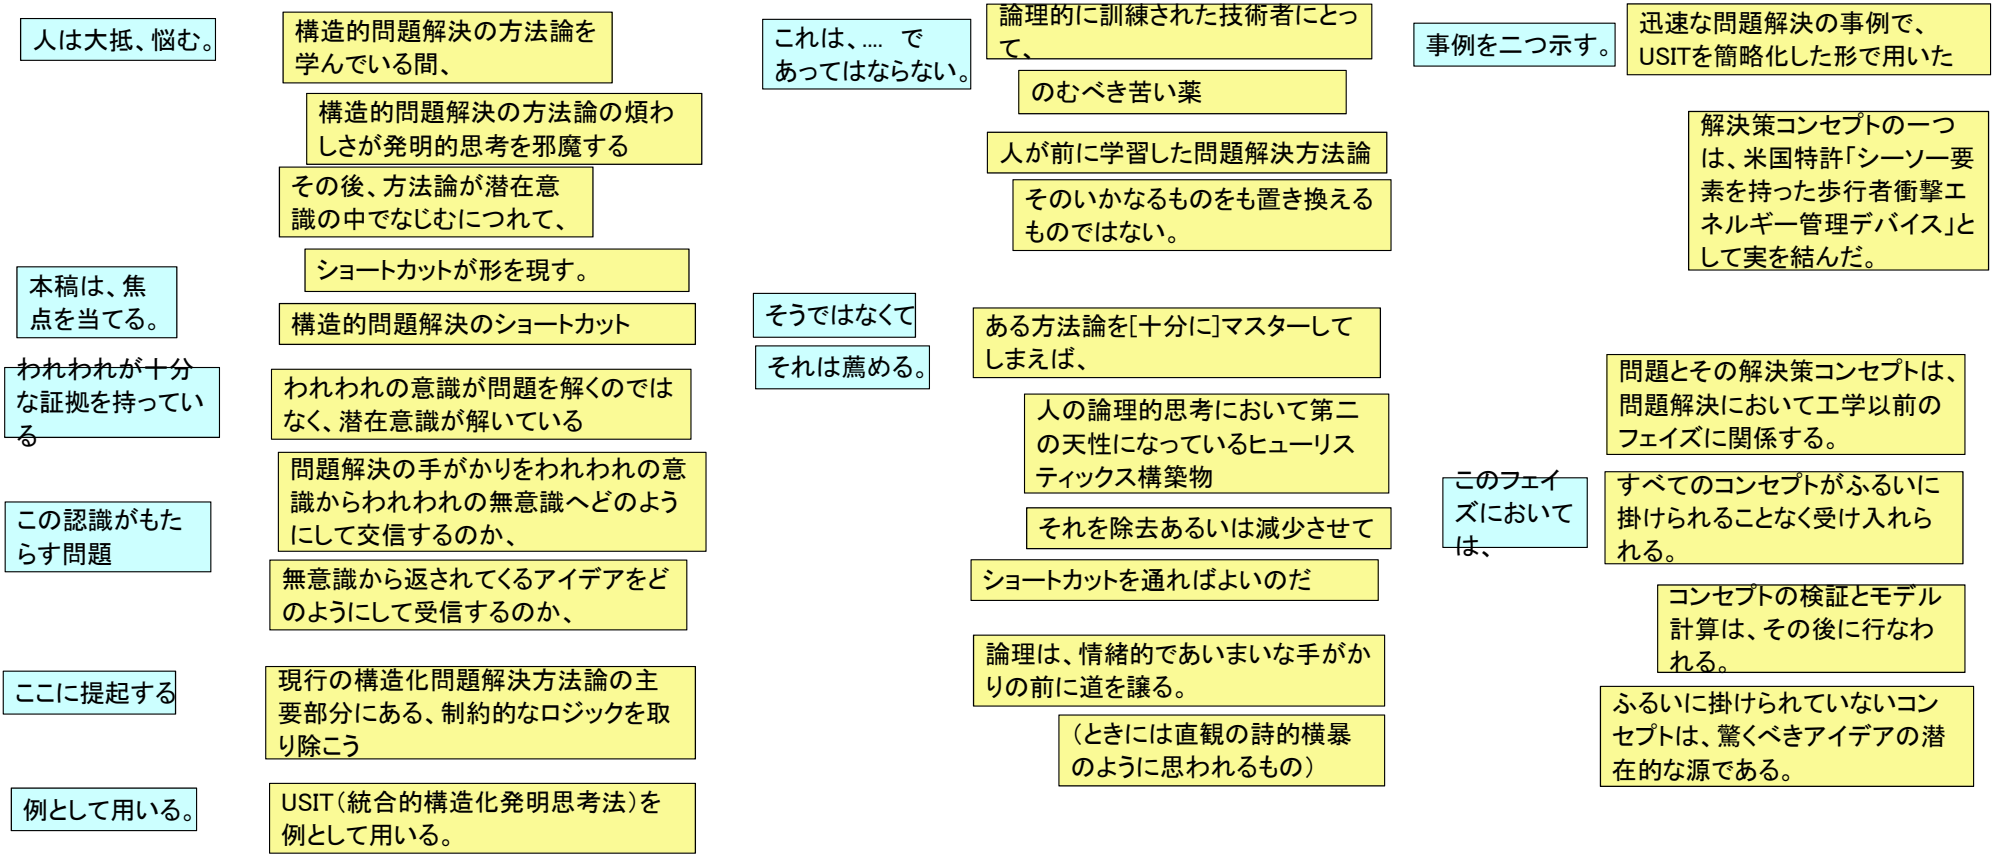 人は大抵、悩む。
構造的問題解決の方法論を
学んでいる間、
構造的問題解決の方法論の煩わ
しさが発明的思考を邪魔する
その後、方法論が潜在意
識の中でなじむにつれて、
ショートカットが形を現す。
本稿は、焦
点を当てる。
構造的問題解決のショートカット
われわれが十分
な証拠を持ってい
る
われわれの意識が問題を解くのでは
なく、潜在意識が解いている
この認識がもた
らす問題
問題解決の手がかりをわれわれの意
識からわれわれの無意識へどのよう
にして交信するのか、
無意識から返されてくるアイデアをど
のようにして受信するのか、
ここに提起する
現行の構造化問題解決方法論の主
要部分にある、制約的なロジックを取
り除こう
例として用いる。
USIT（統合的構造化発明思考法）を
例として用いる。
これは、.... で
あってはならない。
論理的に訓練された技術者にとっ
て、
のむべき苦い薬
人が前に学習した問題解決方法論
そのいかなるものをも置き換える
ものではない。
そうではなくて
それは薦める。
ある方法論を[十分に]マスターして
しまえば、
人の論理的思考において第二
の天性になっているヒューリス
ティックス構築物
それを除去あるいは減少させて
ショートカットを通ればよいのだ
論理は、情緒的であいまいな手がか
りの前に道を譲る。
（ときには直観の詩的横暴
のように思われるもの）
事例を二つ示す。
迅速な問題解決の事例で、
USITを簡略化した形で用いた
解決策コンセプトの一つ
は、米国特許「シーソー要
素を持った歩行者衝撃エ
ネルギー管理デバイス」と
して実を結んだ。
問題とその解決策コンセプトは、
問題解決において工学以前の
フェイズに関係する。
このフェイ
ズにおいて
は、
すべてのコンセプトがふるいに
掛けられることなく受け入れら
れる。
コンセプトの検証とモデル
計算は、その後に行なわ
れる。
ふるいに掛けられていないコン
セプトは、驚くべきアイデアの潜
在的な源である。